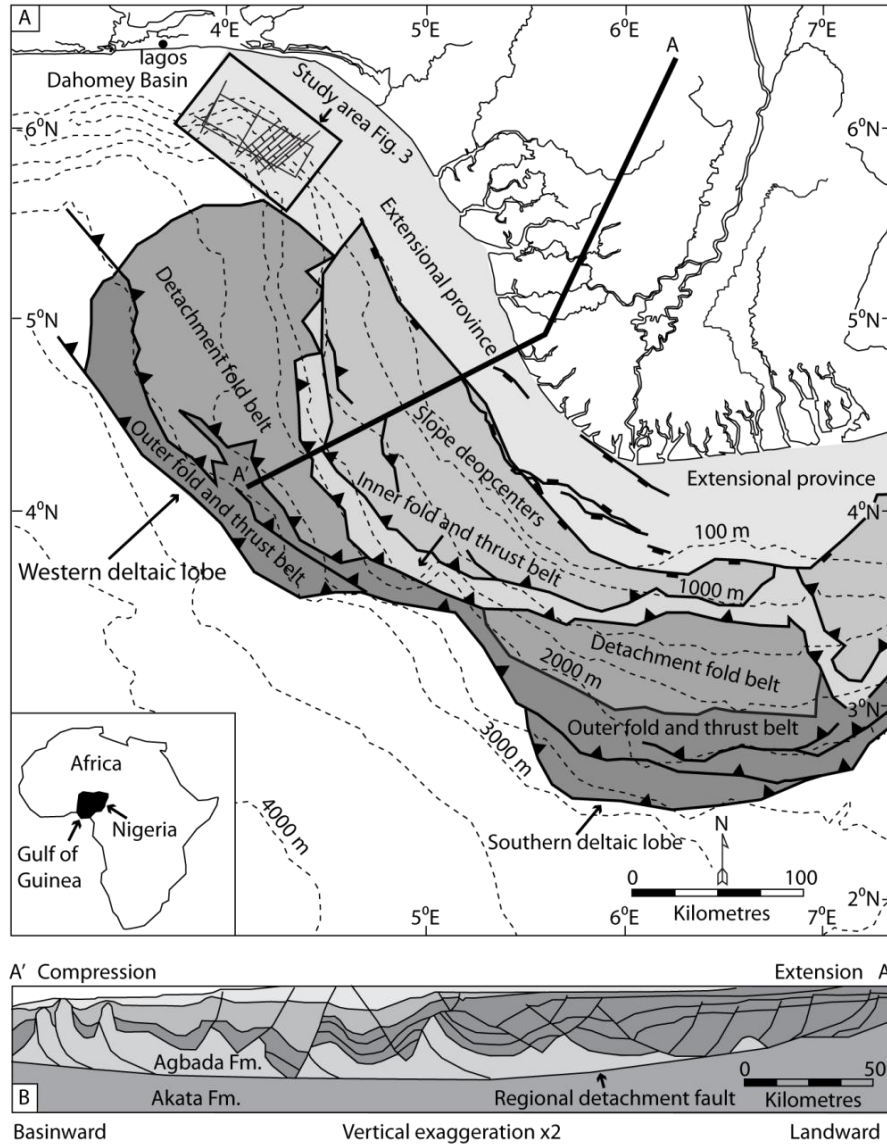 A
4°E
5°E
6°E
7°E
lagos
Dahomey Basin
Study area Fig. 3
A
6°N
6°N
Extensional province
Detachment fold belt
5°N
5°N
Slope deopcenters
Extensional province
A'
Inner fold and thrust belt
4°N
4°N
100 m
Outer fold and thrust belt
Western deltaic lobe
1000 m
Detachment fold belt
2000 m
3°N
Outer fold and thrust belt
3000 m
Africa
Nigeria
Gulf of
Guinea
4000 m
Southern deltaic lobe
N
0 100
Kilometres
2°N
5°E
6°E
7°E
A' Compression
Extension A
Agbada Fm.
Akata Fm.
Regional detachment fault
0 50
Kilometres
B
Basinward
Vertical exaggeration x2
Landward